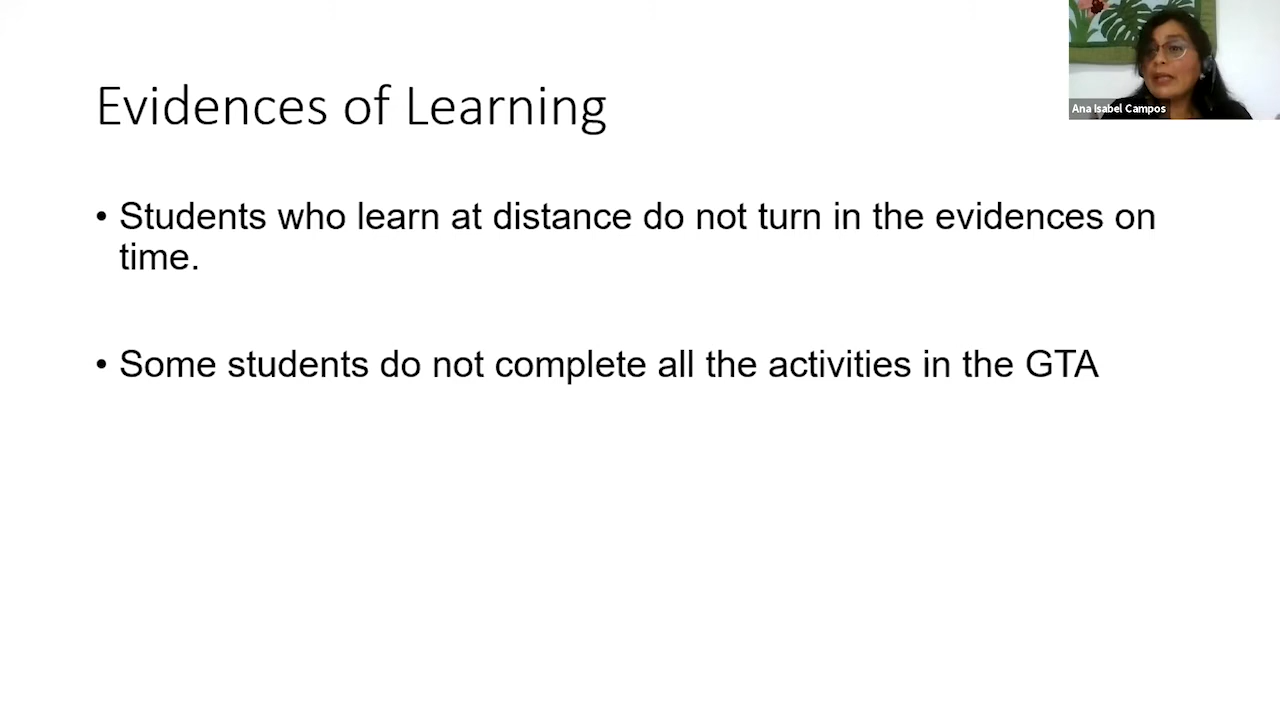 Evidences of Learning
Ana Isabel Campos
• Students who learn at distance do not turn in the evidences on
time.
• Some students do not complete all the activities in the GTA